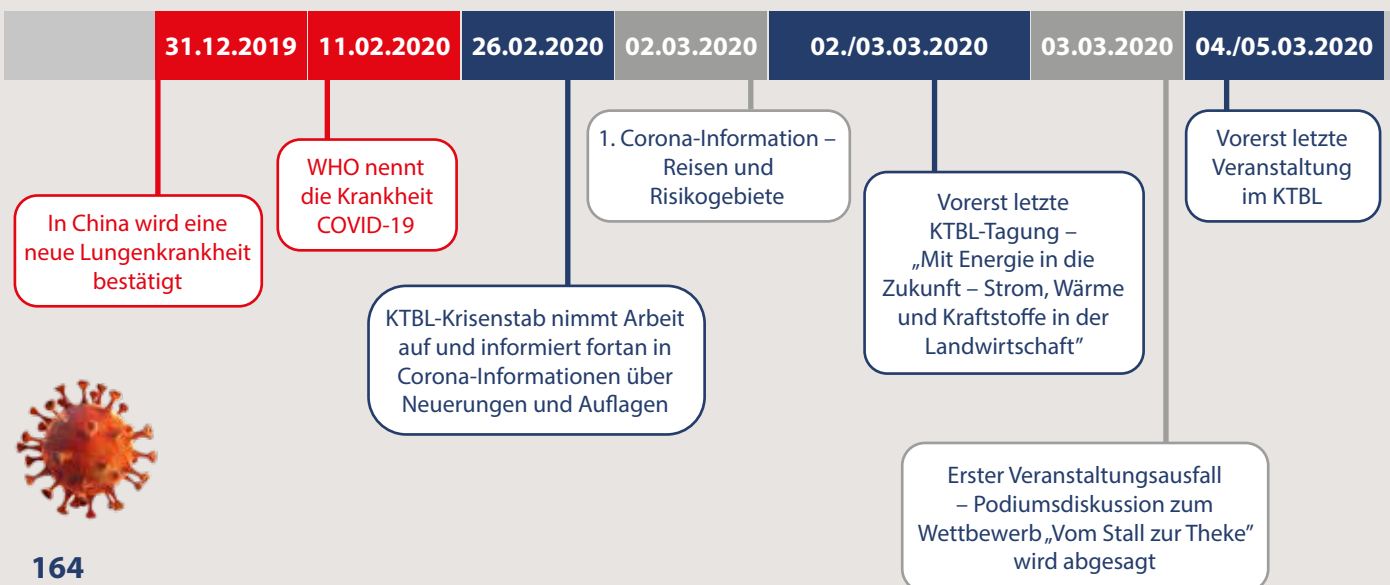 31.12.2019
11.02.2020
26.02.2020
02.03.2020
02./03.03.2020
03.03.2020
04./05.03.2020
In China wird eine
neue Lungenkrankheit
bestätigt
WHO nennt
die Krankheit
COVID-19
KTBL-Krisenstab nimmt Arbeit
auf und informiert fortan in
Corona-Informationen über
Neuerungen und Auflagen
1. Corona-Information –
Reisen und
Risikogebiete
Vorerst letzte
KTBL-Tagung –
„Mit Energie in die
Zukunft – Strom, Wärme
und Kraftstoffe in der
Landwirtschaft”
Erster Veranstaltungsausfall
– Podiumsdiskussion zum
Wettbewerb „Vom Stall zur Theke”
wird abgesagt
Vorerst letzte
Veranstaltung
im KTBL
164